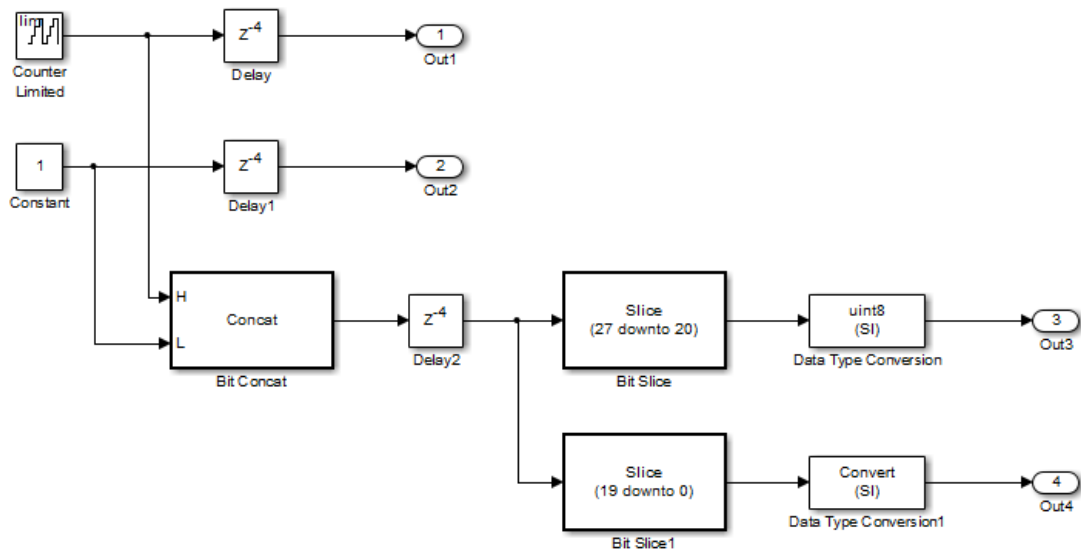 lim
Z-4
1
Counter
Limited
Delay
Out1
1
Z-4
2
Constant
Delay1
Out2
H
Concat
L
Z-4
Slice
(27 downto 20)
uint8
(SI)
3
Bit Concat
Delay2
Bit Slice
Data Type Conversion
Out3
Slice
(19 downto 0)
Convert
(SI)
4
Bit Slice1
Data Type Conversion1
Out4